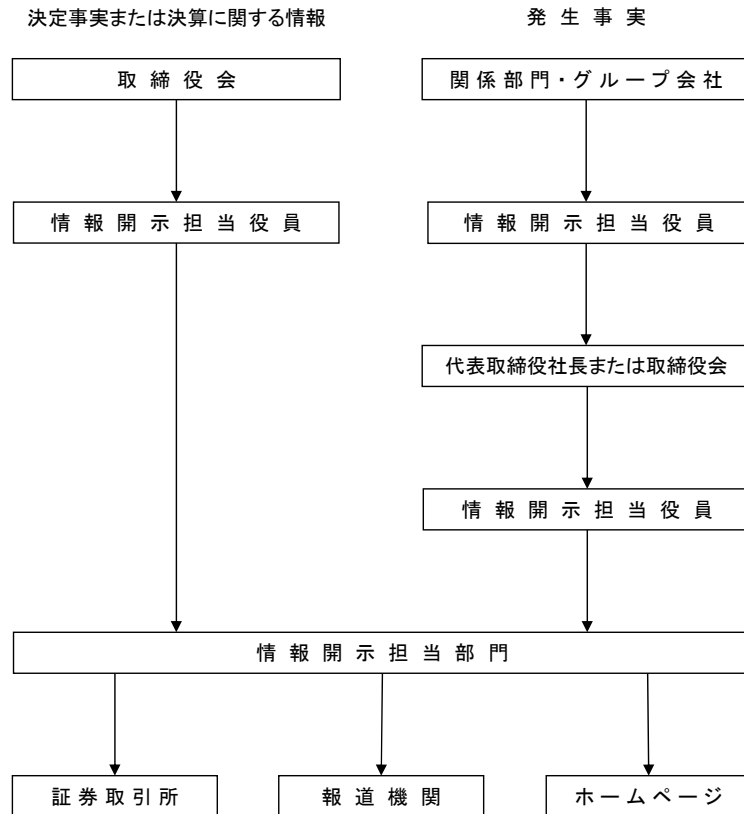 決定事実または決算に関する情報
発生事実
取締役会
関係部門・グループ会社
情報開示担当役員
情報開示担当役員
代表取締役社長または取締役会
情報開示担当役員
情報開示担当部門
証券取引所
報道機関
ホームページ